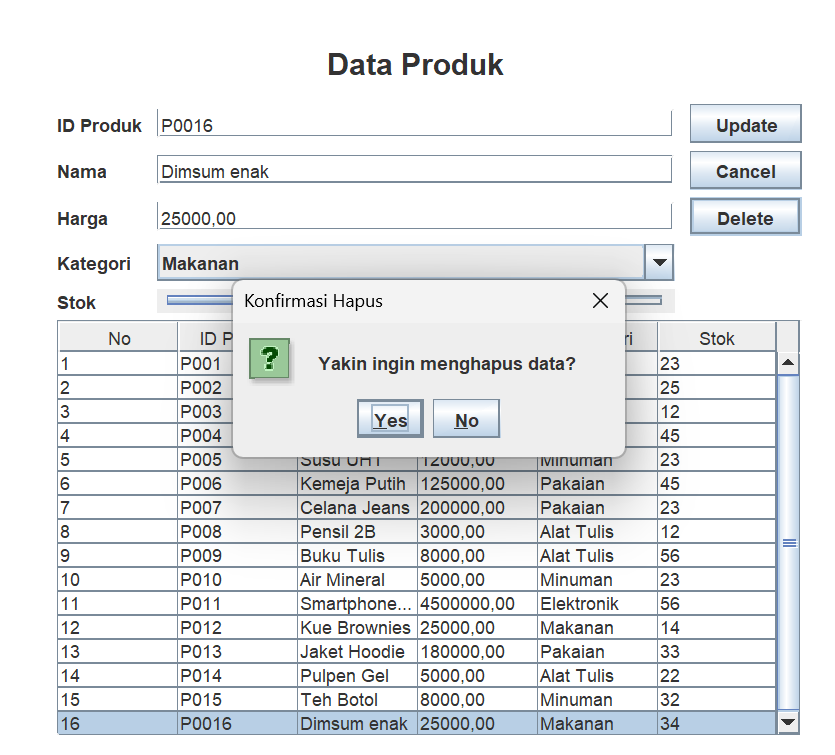 Data Produk
ID Produk P0016 Update
Nama Dimsum enak Cancel
Harga 25000,00 Delete
Kategori Makanan
Stok
Konfirmasi Hapus
Yakin ingin menghapus data?
Yes No
No ID P ri Stok
1 P001 23
2 P002 25
3 P003 12
4 P004 45
5 P005 Susu UHT 12000,00 Minuman 23
6 P006 Kemeja Putih 125000,00 Pakaian 45
7 P007 Celana Jeans 200000,00 Pakaian 23
8 P008 Pensil 2B 3000,00 Alat Tulis 12
9 P009 Buku Tulis 8000,00 Alat Tulis 56
10 P010 Air Mineral 5000,00 Minuman 23
11 P011 Smartphone... 4500000,00 Elektronik 56
12 P012 Kue Brownies 25000,00 Makanan 14
13 P013 Jaket Hoodie 180000,00 Pakaian 33
14 P014 Pulpen Gel 5000,00 Alat Tulis 22
15 P015 Teh Botol 8000,00 Minuman 32
16 P0016 Dimsum enak 25000,00 Makanan 34